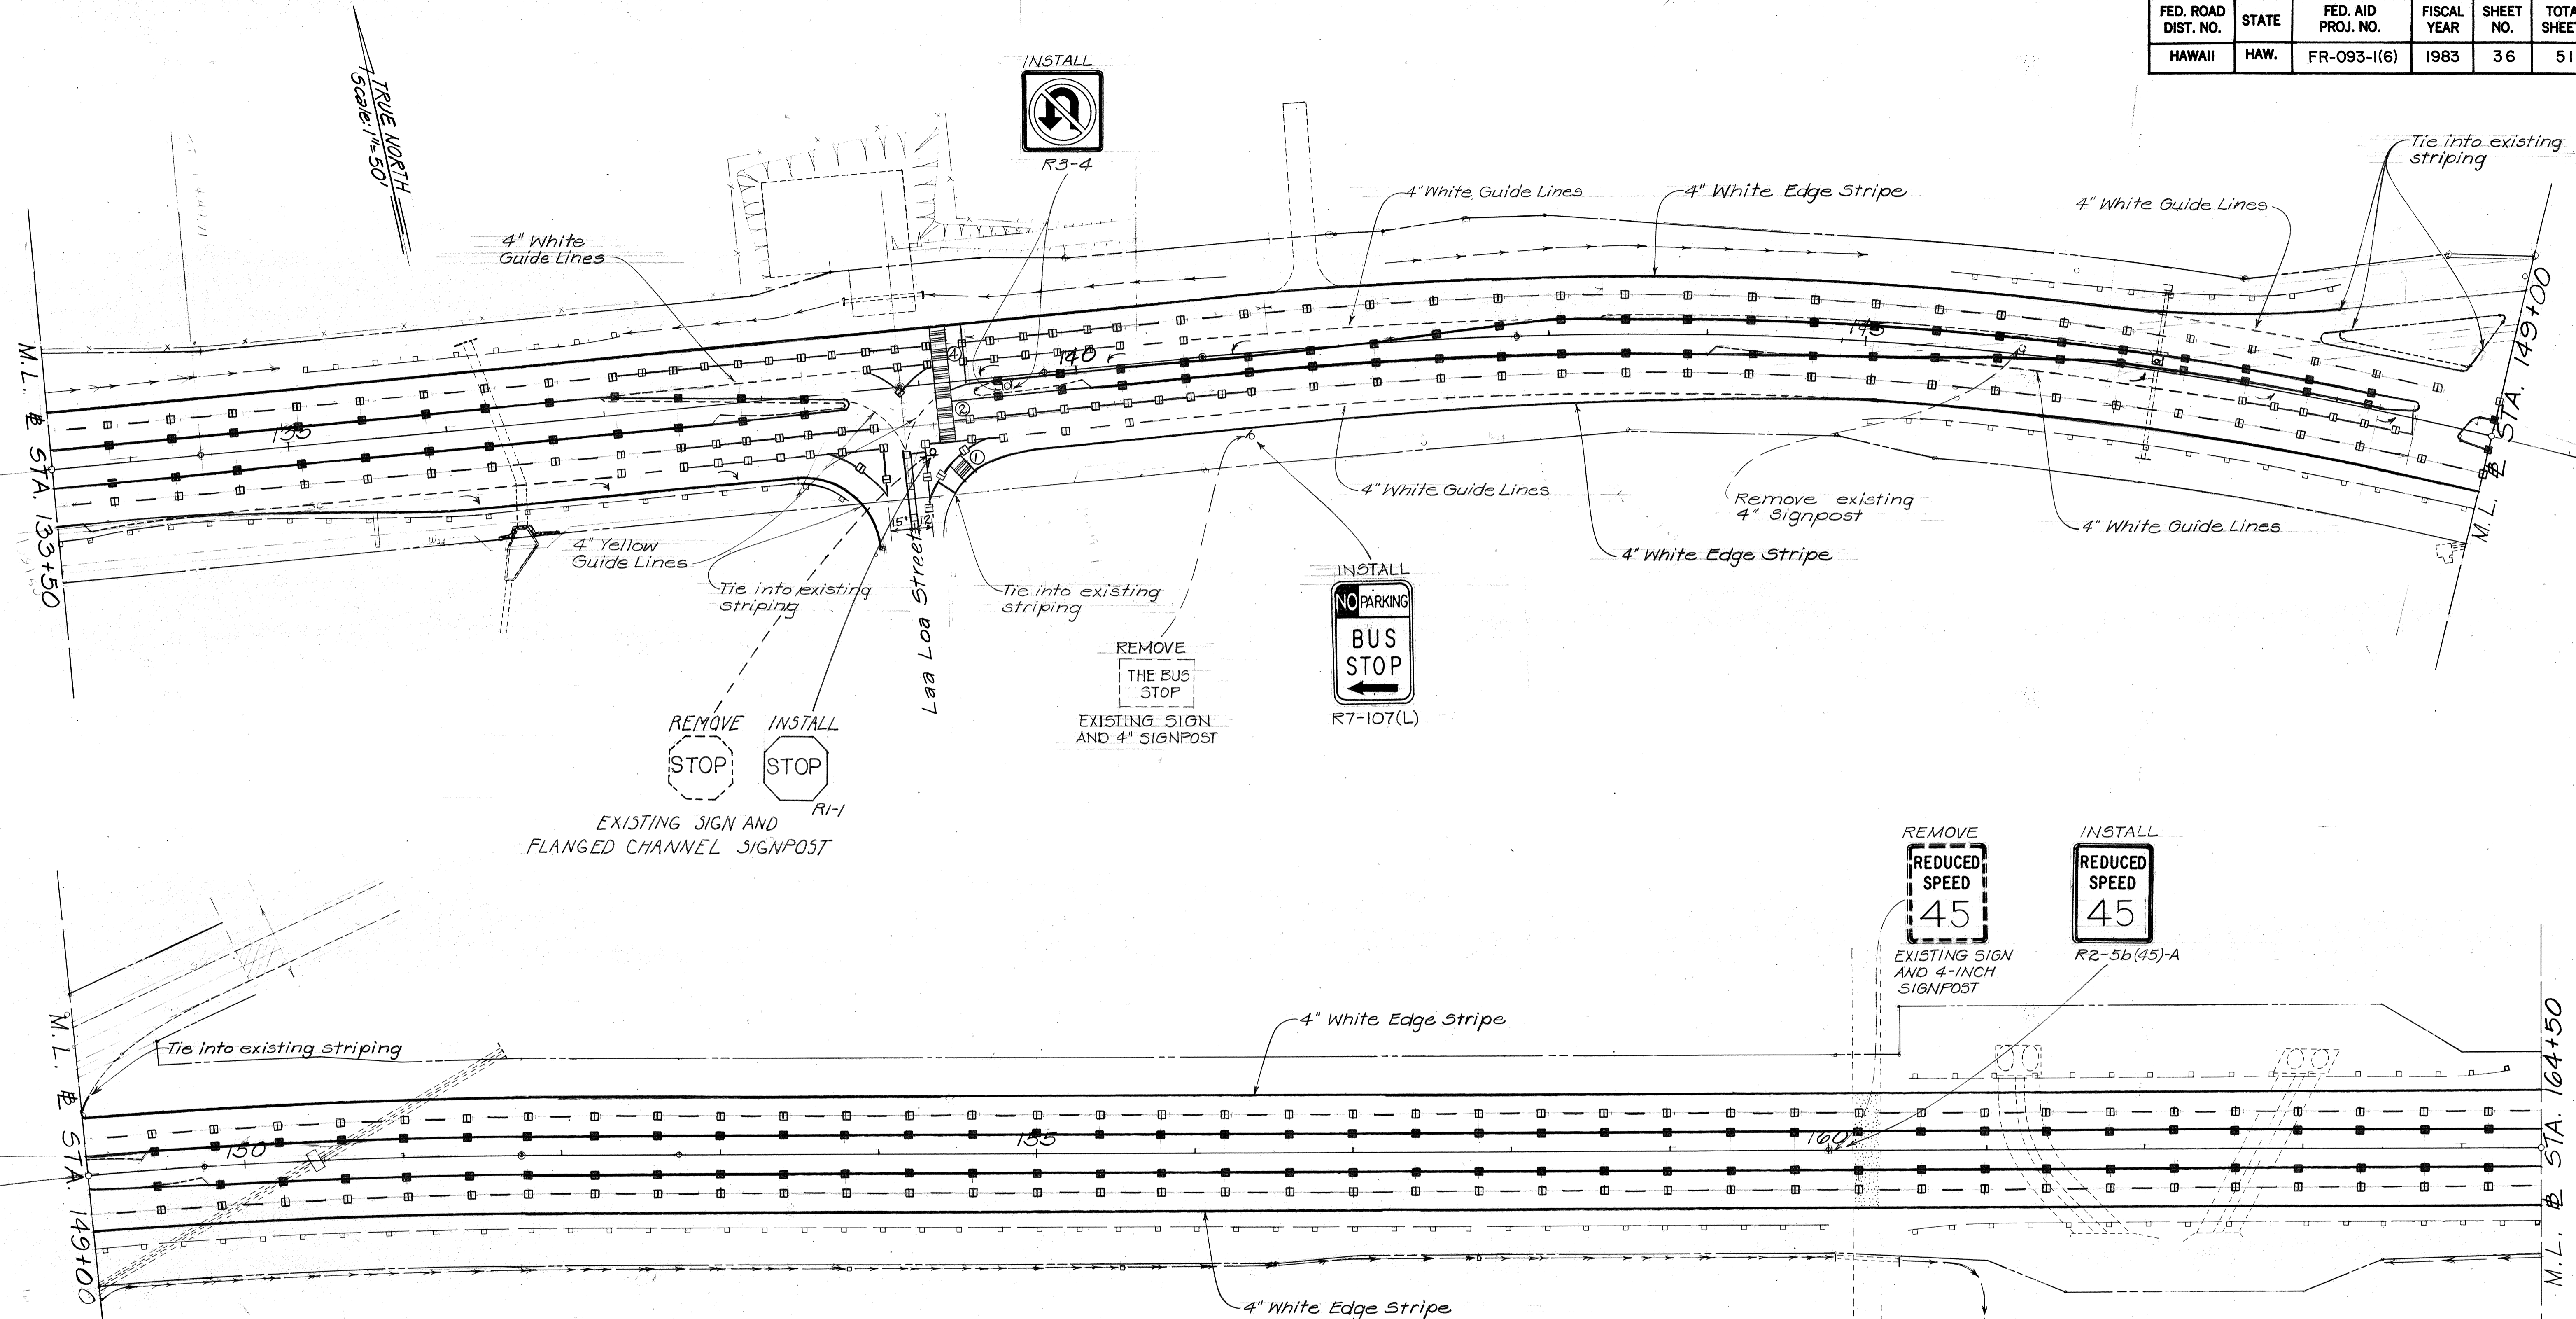 FED. ROAD DIST. NO. STATE FED. AID PROJ. NO. FISCAL YEAR SHEET NO.
HAWAII HAW. FR-093-1(6) 1983 36 51
TRUE NORTH
Scale: 1"=50'
INSTALL
R3-4
Tie into existing
striping
4" White Guide Lines
4" White Edge Stripe
4" White Guide Lines
4" White
Guide Lines
M.L. ⅊ STA. 133+50
135
140
145
④
②
①
M.L. ⅊ STA. 149+00
15'
12'
4" Yellow
Guide Lines
Tie into existing
striping
Laa Loa Street
Tie into existing
striping
4" White Guide Lines
Remove existing
4" Signpost
4" White Guide Lines
4" White Edge Stripe
REMOVE
THE BUS
STOP
EXISTING SIGN
AND 4" SIGNPOST
INSTALL
NO PARKING
BUS
STOP
R7-107(L)
REMOVE INSTALL
STOP STOP
R1-1
EXISTING SIGN AND
FLANGED CHANNEL SIGNPOST
REMOVE
REDUCED
SPEED
45
EXISTING SIGN
AND 4-INCH
SIGNPOST
INSTALL
REDUCED
SPEED
45
R2-5b(45)-A
Tie into existing striping
4" White Edge Stripe
M.L. ⅊ STA. 149+00
150
155
160
M.L. ⅊ STA. 164+50
4" White Edge Stripe